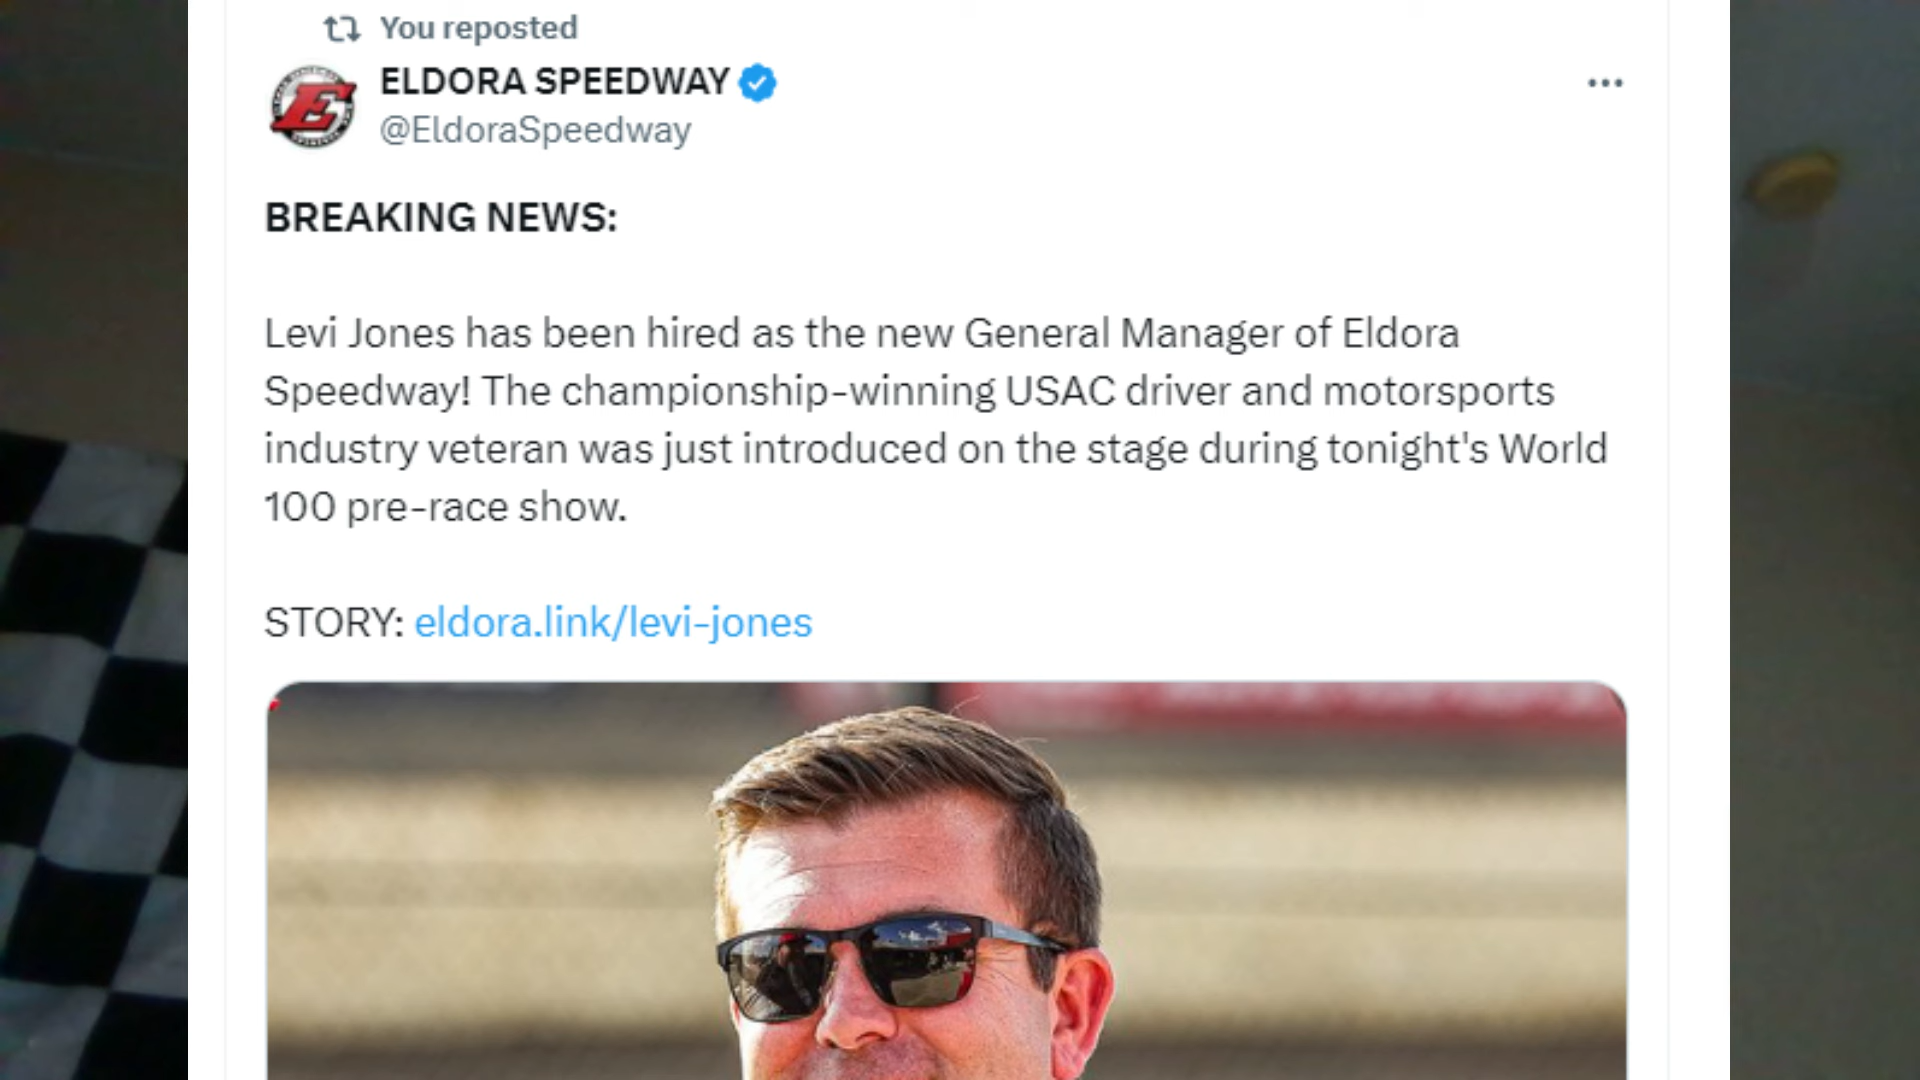 You reposted
ELDORA SPEEDWAY
@EldoraSpeedway
BREAKING NEWS:
Levi Jones has been hired as the new General Manager of Eldora
Speedway! The championship-winning USAC driver and motorsports
industry veteran was just introduced on the stage during tonight's World
100 pre-race show.
STORY: eldora.link/levi-jones